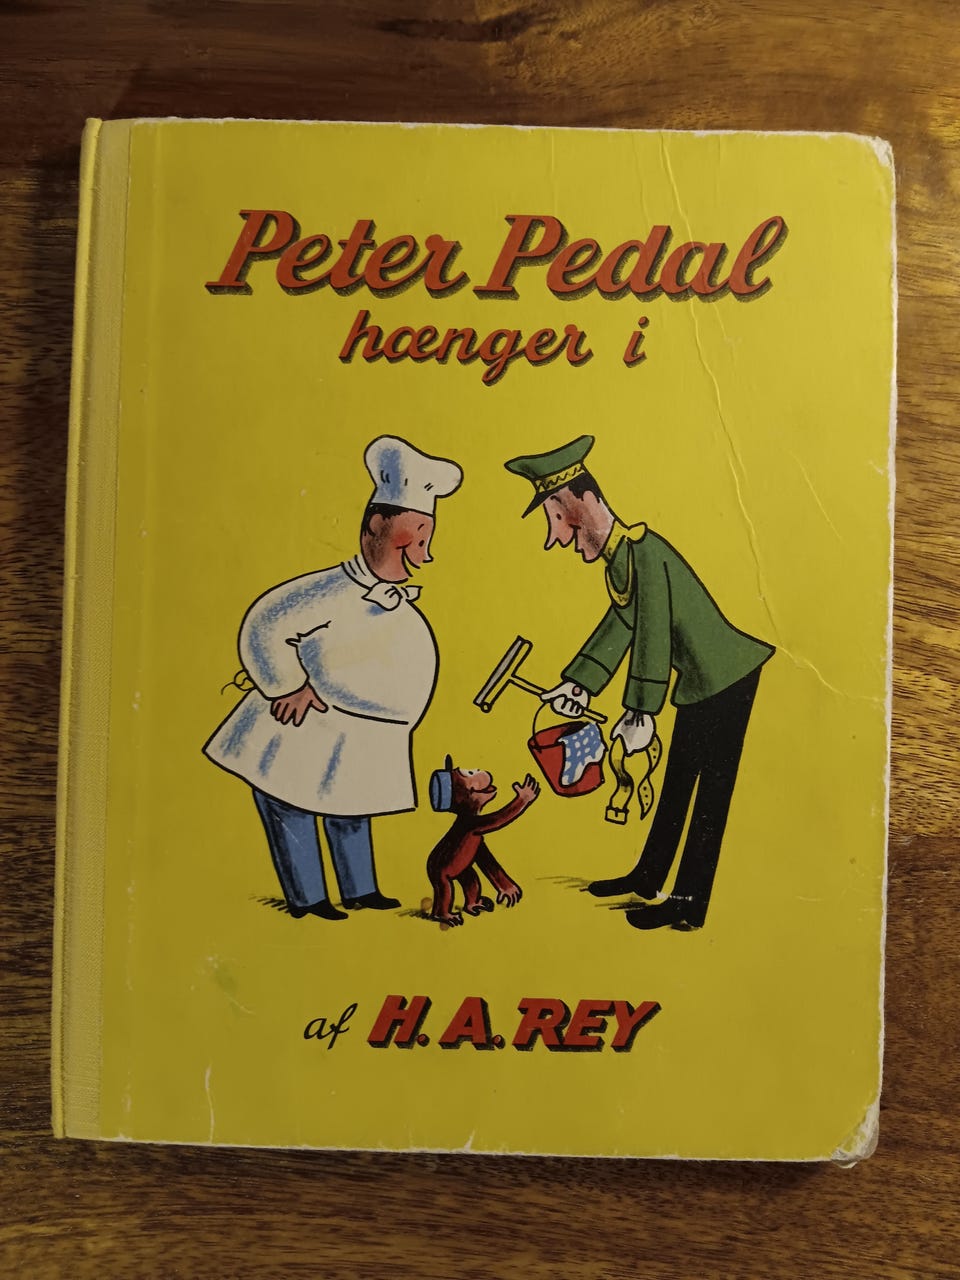 Peter Pedal
hænger i
af H. A. REY